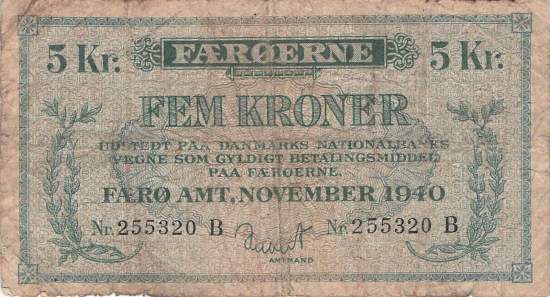 5 Kr. FÆRØERNE 5 Kr.
FEM KRONER
UDSTEDT PAA DANMARKS NATIONALBANKS
VEGNE SOM GYLDIGT BETALINGSMIDDEL
PAA FÆRØERNE.
FÆRØ AMT, NOVEMBER 1940
Nr. 255320 B Nr. 255320 B
AMTMAND